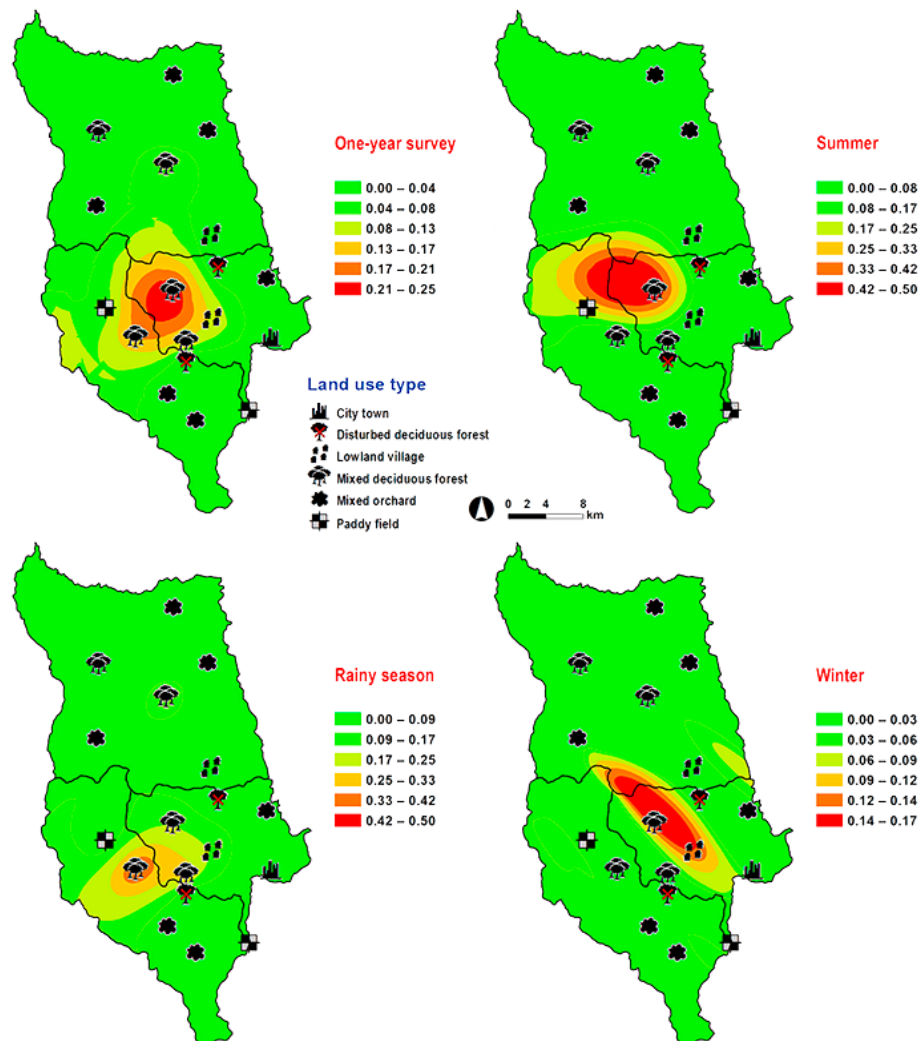 One-year survey
0.00 – 0.04
0.04 – 0.08
0.08 – 0.13
0.13 – 0.17
0.17 – 0.21
0.21 – 0.25
Summer
0.00 – 0.08
0.08 – 0.17
0.17 – 0.25
0.25 – 0.33
0.33 – 0.42
0.42 – 0.50
Land use type
City town
Disturbed deciduous forest
Lowland village
Mixed deciduous forest
Mixed orchard
Paddy field
0 2 4 8
km
Rainy season
0.00 – 0.09
0.09 – 0.17
0.17 – 0.25
0.25 – 0.33
0.33 – 0.42
0.42 – 0.50
Winter
0.00 – 0.03
0.03 – 0.06
0.06 – 0.09
0.09 – 0.12
0.12 – 0.14
0.14 – 0.17